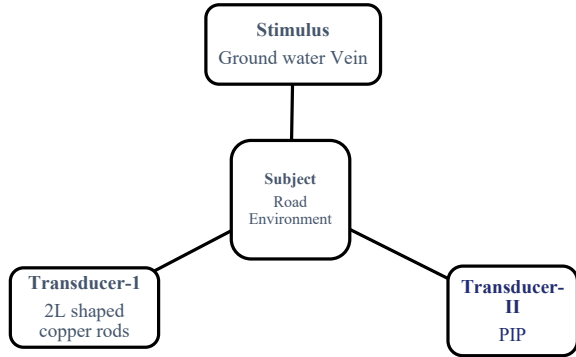 Stimulus
Ground water Vein
Subject
Road
Environment
Transducer-1
2L shaped
copper rods
Transducer-
II
PIP